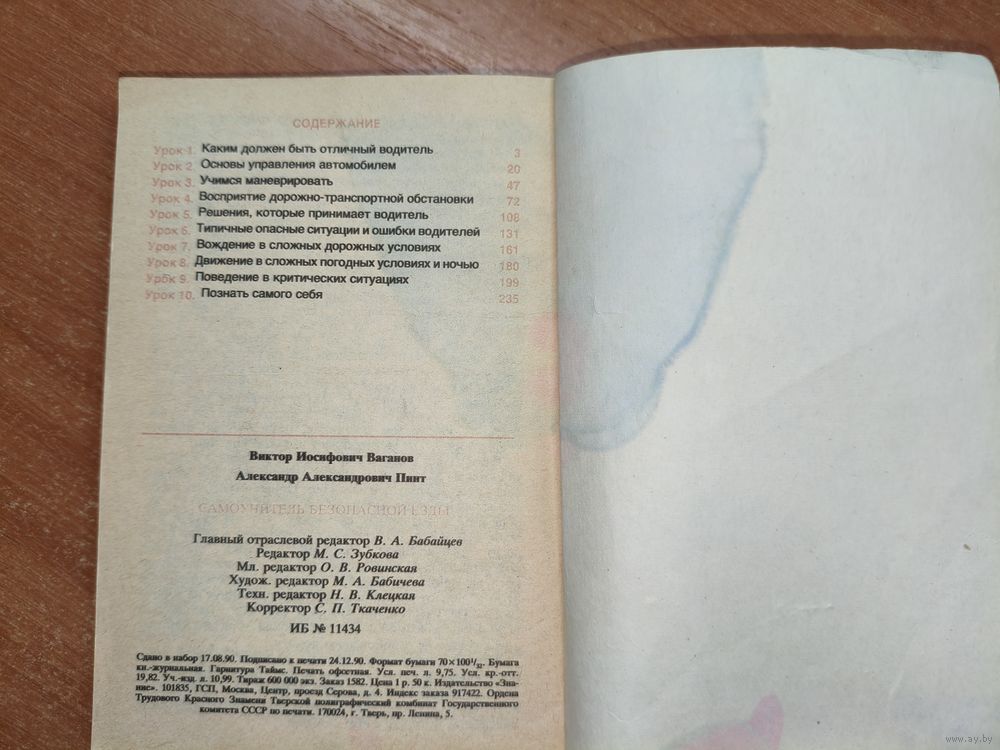 СОДЕРЖАНИЕ
Урок 1. Каким должен быть отличный водитель 3
Урок 2. Основы управления автомобилем 20
Урок 3. Учимся маневрировать 47
Урок 4. Восприятие дорожно-транспортной обстановки 72
Урок 5. Решения, которые принимает водитель 108
Урок 6. Типичные опасные ситуации и ошибки водителей 131
Урок 7. Вождение в сложных дорожных условиях 161
Урок 8. Движение в сложных погодных условиях и ночью 180
Урок 9. Поведение в критических ситуациях 199
Урок 10. Познать самого себя 235
Виктор Иосифович Ваганов
Александр Александрович Пинт
САМОУЧИТЕЛЬ БЕЗОПАСНОЙ ЕЗДЫ
Главный отраслевой редактор В. А. Бабайцев
Редактор М. С. Зубкова
Мл. редактор О. В. Ровинская
Худож. редактор М. А. Бабичева
Техн. редактор Н. В. Клецкая
Корректор С. П. Ткаченко
ИБ № 11434
Сдано в набор 17.08.90. Подписано к печати 24.12.90. Формат бумаги 70×100¹/₃₂. Бумага
кн.-журнальная. Гарнитура Таймс. Печать офсетная. Усл. печ. л. 9,75. Усл. кр.-отт.
19,82. Уч.-изд. л. 10,99. Тираж 600 000 экз. Заказ 1582. Цена 1 р. 50 к. Издательство «Зна-
ние». 101835, ГСП, Москва, Центр, проезд Серова, д. 4. Индекс заказа 917422. Ордена
Трудового Красного Знамени Тверской полиграфический комбинат Государственного
комитета СССР по печати. 170024, г. Тверь, пр. Ленина, 5.
www.ay.by